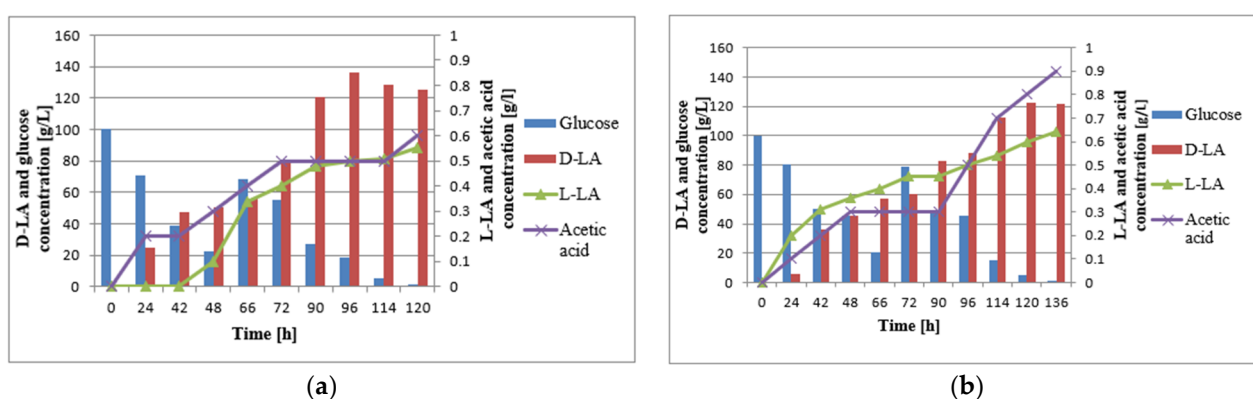 160
140
120
100
80
60
40
20
0
D-LA and glucose
concentration [g/L]
1
0.9
0.8
0.7
0.6
0.5
0.4
0.3
0.2
0.1
0
L-LA and acetic acid
concentration [g/l]
0 24 42 48 66 72 90 96 114 120
Time [h]
Glucose
D-LA
L-LA
Acetic
acid
(a)
160
140
120
100
80
60
40
20
0
D-LA and glucose
concentration [g/L]
1
0.9
0.8
0.7
0.6
0.5
0.4
0.3
0.2
0.1
0
L-LA and acetic acid
concentration [g/l]
0 24 42 48 66 72 90 96 114 120 136
Time [h]
Glucose
D-LA
L-LA
Acetic
acid
(b)